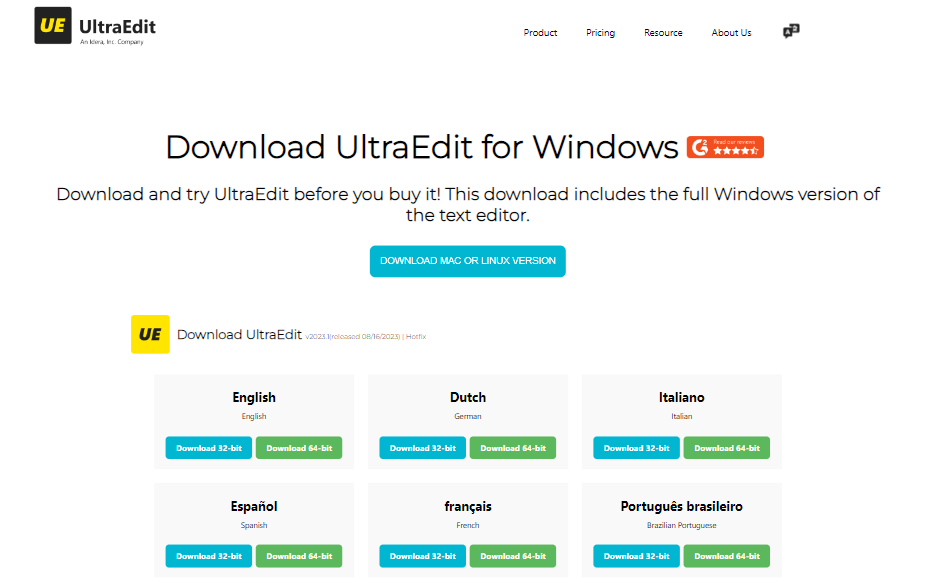 UE UltraEdit
An Idera, Inc. Company
Product Pricing Resource About Us
Download UltraEdit for Windows
Read our reviews
Download and try UltraEdit before you buy it! This download includes the full Windows version of
the text editor.
DOWNLOAD MAC OR LINUX VERSION
UE Download UltraEdit v2023.1(released 08/16/2023) | Hotfix
English Dutch Italiano
English German Italian
Download 32-bit Download 64-bit Download 32-bit Download 64-bit Download 32-bit Download 64-bit
Español français Português brasileiro
Spanish French Brazilian Portuguese
Download 32-bit Download 64-bit Download 32-bit Download 64-bit Download 32-bit Download 64-bit